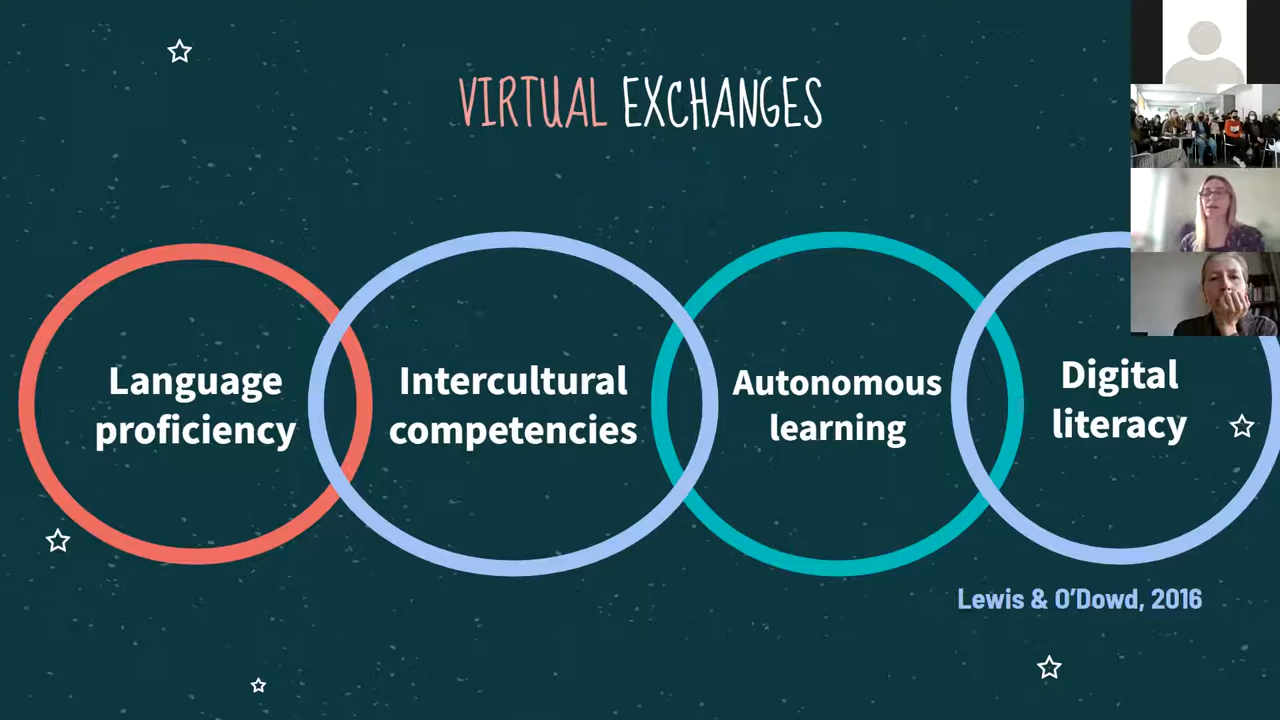 VIRTUAL EXCHANGES
Language
proficiency
Intercultural
competencies
Autonomous
learning
Digital
literacy
Lewis & O'Dowd, 2016